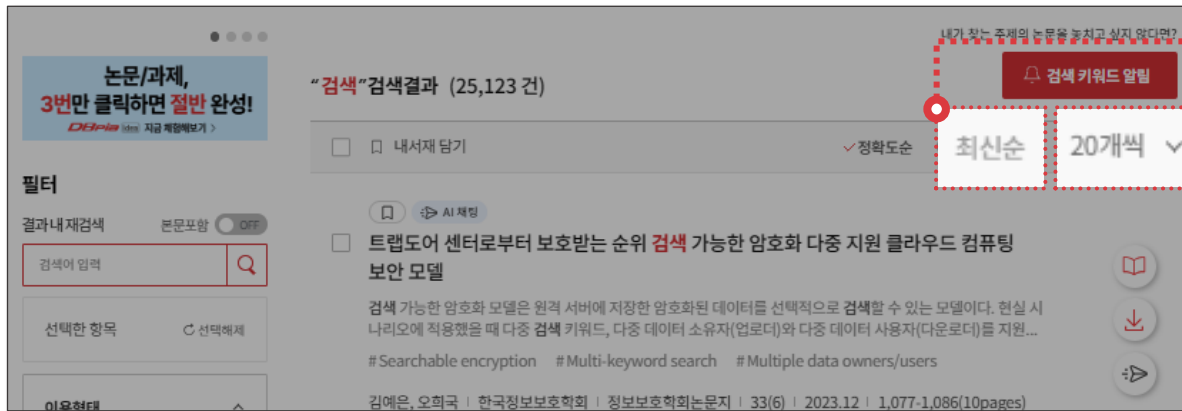 내가 찾는 주제의 논문을 놓치고 싶지 않다면?
검색 키워드 알림
논문/과제,
3번만 클릭하면 절반 완성!
DBpia idea 지금 체험해보기 >
“검색”검색결과 (25,123 건)
내서재 담기
정확도순
최신순
20개씩
필터
결과 내 재검색
본문포함
OFF
검색어 입력
선택한 항목
선택해제
이용형태
AI 채팅
트랩도어 센터로부터 보호받는 순위 검색 가능한 암호화 다중 지원 클라우드 컴퓨팅
보안 모델
검색 가능한 암호화 모델은 원격 서버에 저장한 암호화된 데이터를 선택적으로 검색할 수 있는 모델이다. 현실 시
나리오에 적용했을 때 다중 검색 키워드, 다중 데이터 소유자(업로더)와 다중 데이터 사용자(다운로더)를 지원...
#Searchable encryption #Multi-keyword search #Multiple data owners/users
김예은, 오희국 | 한국정보보호학회 | 정보보호학회논문지 | 33(6) | 2023.12 | 1,077-1,086(10pages)